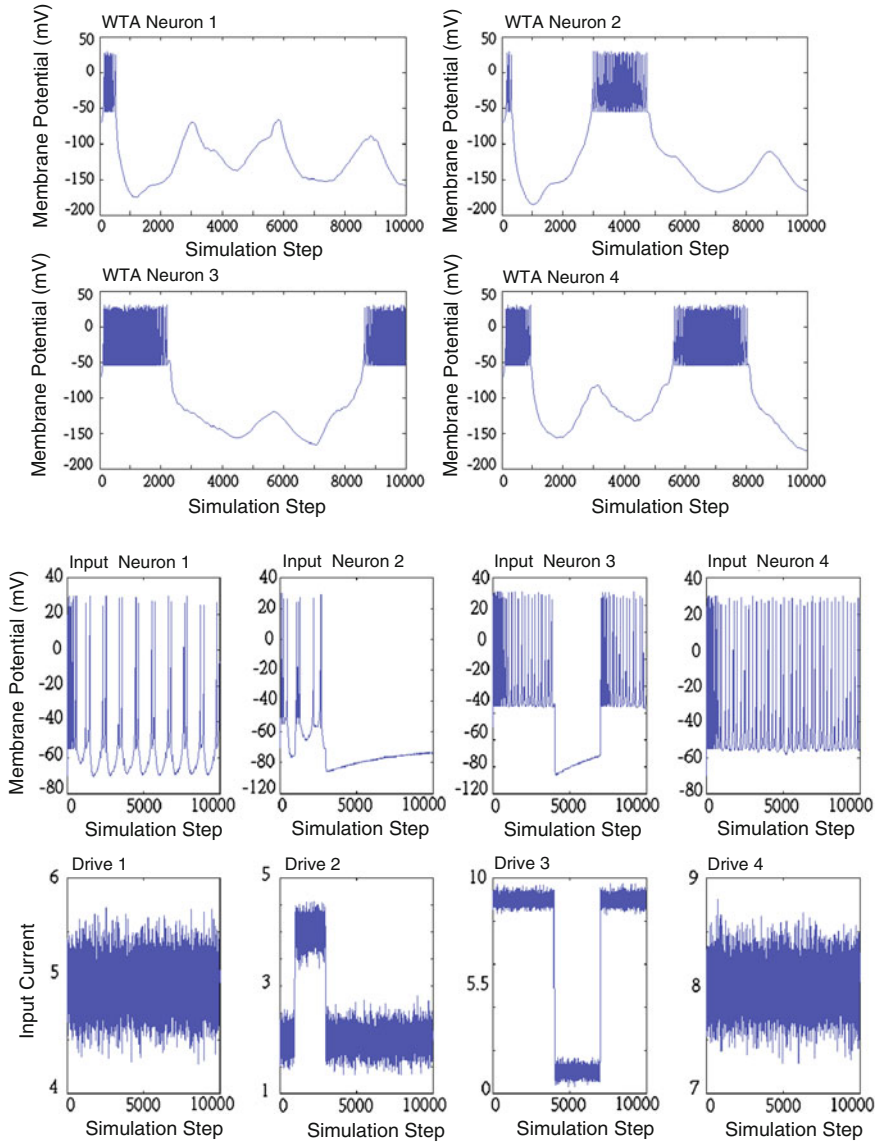 WTA Neuron 1
WTA Neuron 2
Membrane Potential (mV)
50
0
-50
-100
-150
-200
0 2000 4000 6000 8000 10000
Simulation Step
Membrane Potential (mV)
50
0
-50
-100
-150
-200
0 2000 4000 6000 8000 10000
Simulation Step
WTA Neuron 3
WTA Neuron 4
Membrane Potential (mV)
50
0
-50
-100
-150
-200
0 2000 4000 6000 8000 10000
Simulation Step
Membrane Potential (mV)
50
0
-50
-100
-150
-200
0 2000 4000 6000 8000 10000
Simulation Step
Input Neuron 1
Input Neuron 2
Input Neuron 3
Input Neuron 4
Membrane Potential (mV)
40
20
0
-20
-40
-60
-80
0 5000 10000
Simulation Step
40
20
0
-20
-40
-60
-80
-120
0 5000 10000
Simulation Step
40
20
0
-20
-40
-60
-80
-120
0 5000 10000
Simulation Step
40
20
0
-20
-40
-60
-80
0 5000 10000
Simulation Step
Drive 1
Drive 2
Drive 3
Drive 4
Input Current
6
5
4
0 5000 10000
Simulation Step
5
3
1
0 5000 10000
Simulation Step
10
5.5
0
0 5000 10000
Simulation Step
9
8
7
0 5000 10000
Simulation Step